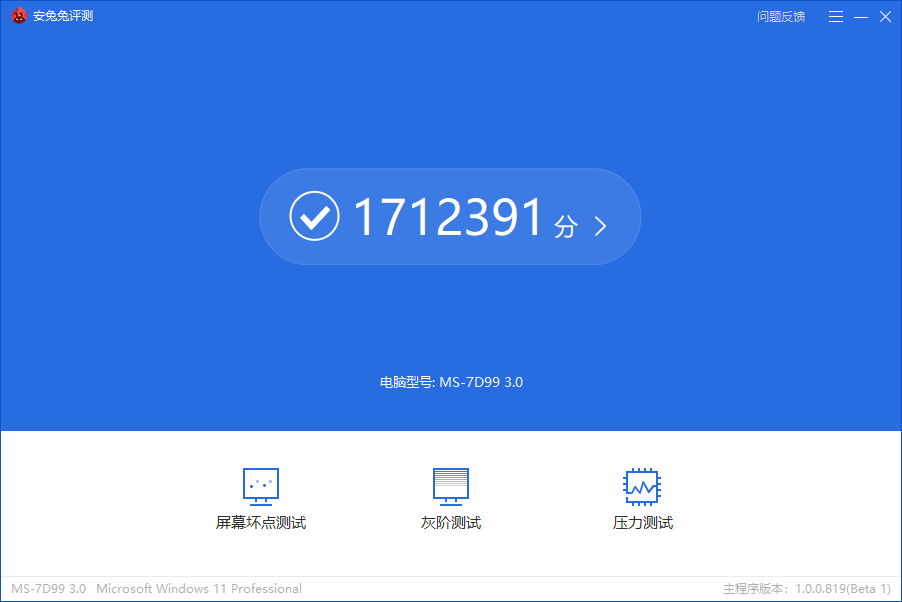 安兔兔评测
问题反馈
1712391 分
电脑型号: MS-7D99 3.0
屏幕坏点测试
灰阶测试
压力测试
MS-7D99 3.0 Microsoft Windows 11 Professional
主程序版本：1.0.0.819(Beta 1)